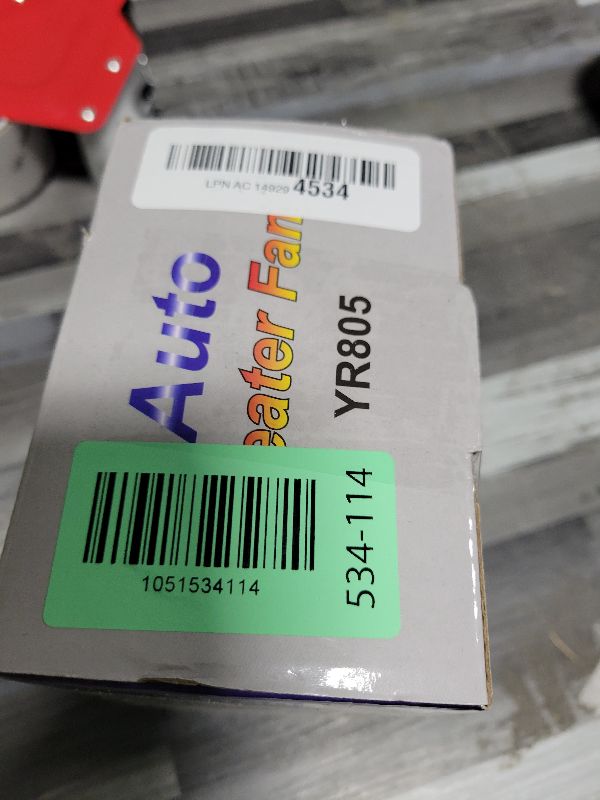 LPN AC 14929 4534
Auto
eater Fan
YR805
1051534114
534-114